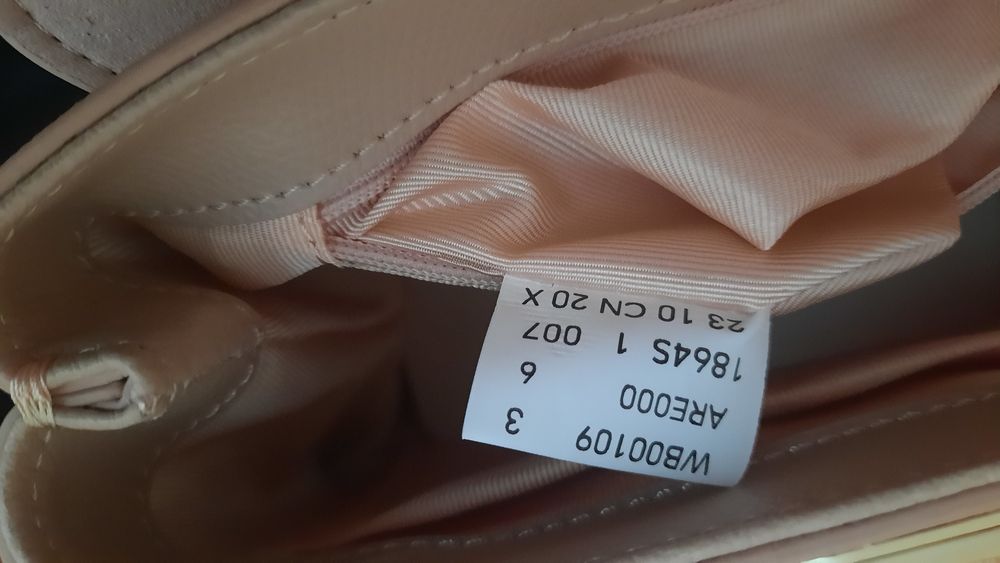 WB00109 3
ARE000 6
1864S 1 007
23 10 CN 20 X